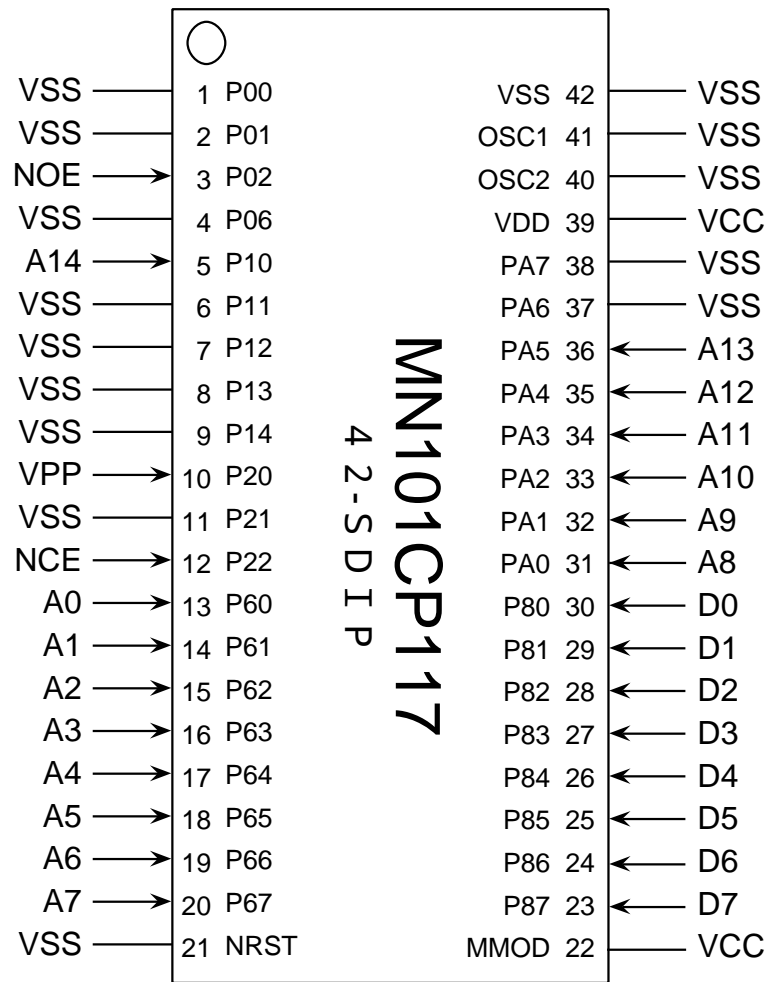 VSS 1 P00 VSS 42 VSS
VSS 2 P01 OSC1 41 VSS
NOE 3 P02 OSC2 40 VSS
VSS 4 P06 VDD 39 VCC
A14 5 P10 PA7 38 VSS
VSS 6 P11 PA6 37 VSS
VSS 7 P12 PA5 36 A13
VSS 8 P13 PA4 35 A12
VSS 9 P14 PA3 34 A11
VPP 10 P20 PA2 33 A10
VSS 11 P21 PA1 32 A9
NCE 12 P22 PA0 31 A8
A0 13 P60 P80 30 D0
A1 14 P61 P81 29 D1
A2 15 P62 P82 28 D2
A3 16 P63 P83 27 D3
A4 17 P64 P84 26 D4
A5 18 P65 P85 25 D5
A6 19 P66 P86 24 D6
A7 20 P67 P87 23 D7
VSS 21 NRST MMOD 22 VCC
MN101CP117
42-SDIP